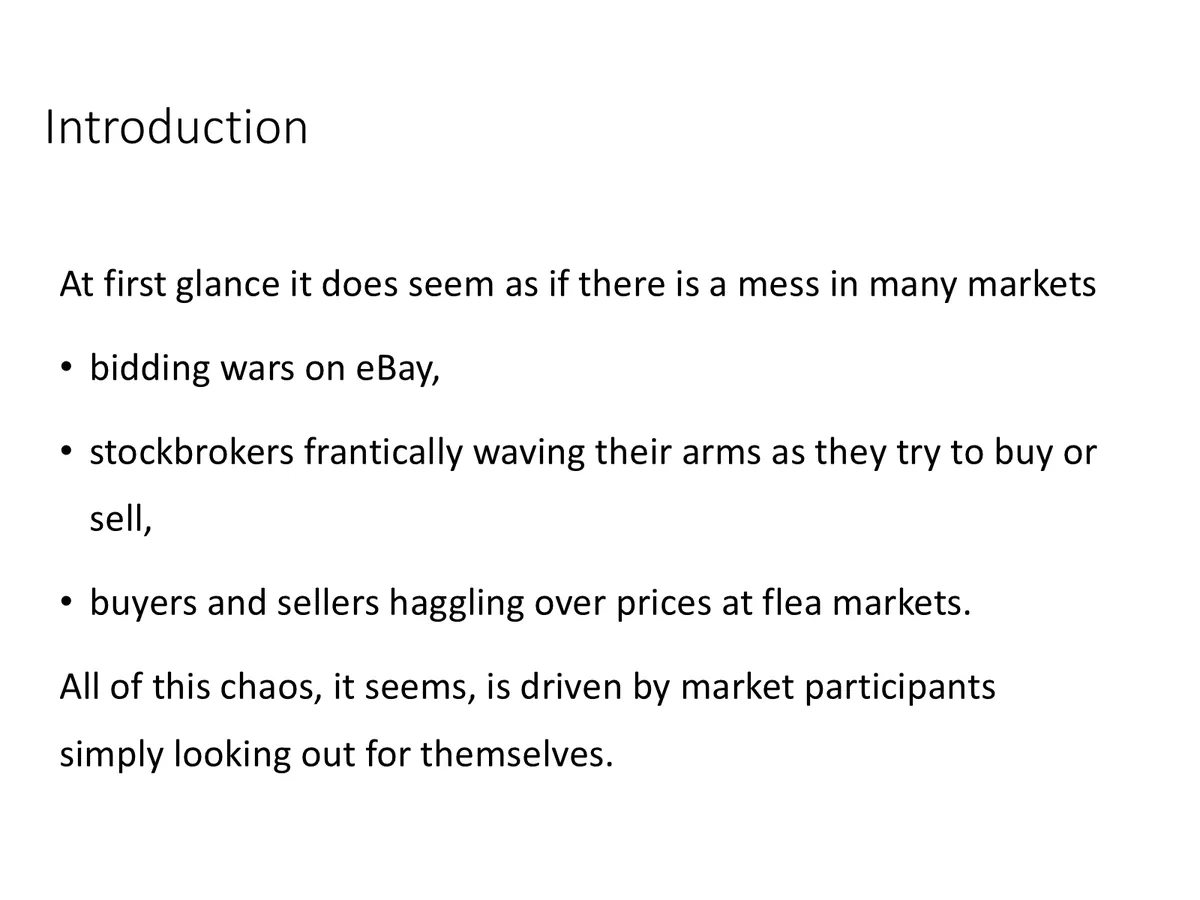 Introduction
At first glance it does seem as if there is a mess in many markets
• bidding wars on eBay,
• stockbrokers frantically waving their arms as they try to buy or
sell,
• buyers and sellers haggling over prices at flea markets.
All of this chaos, it seems, is driven by market participants
simply looking out for themselves.